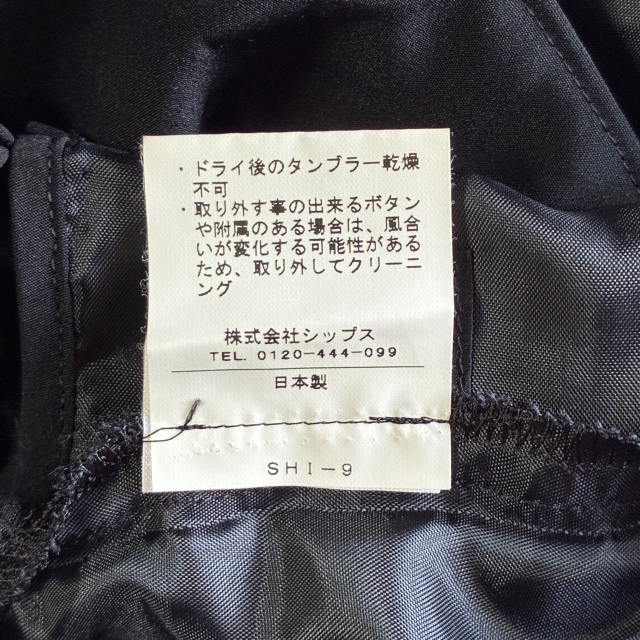 ・ドライ後のタンブラー乾燥
不可
・取り外す事の出来るボタン
や附属のある場合は、風合
いが変化する可能性がある
ため、取り外してクリーニ
ング
株式会社シップス
TEL. 0120-444-099
日本製
SHI-9